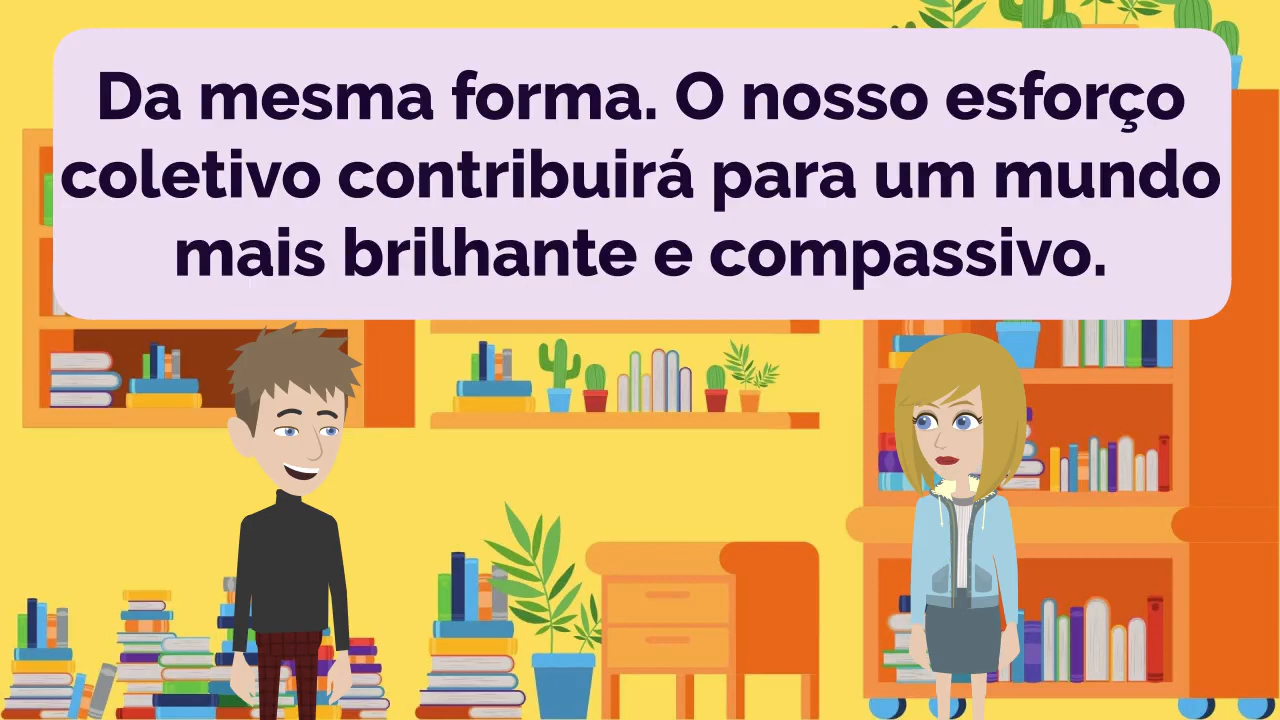 Da mesma forma. O nosso esforço
coletivo contribuirá para um mundo
mais brilhante e compassivo.